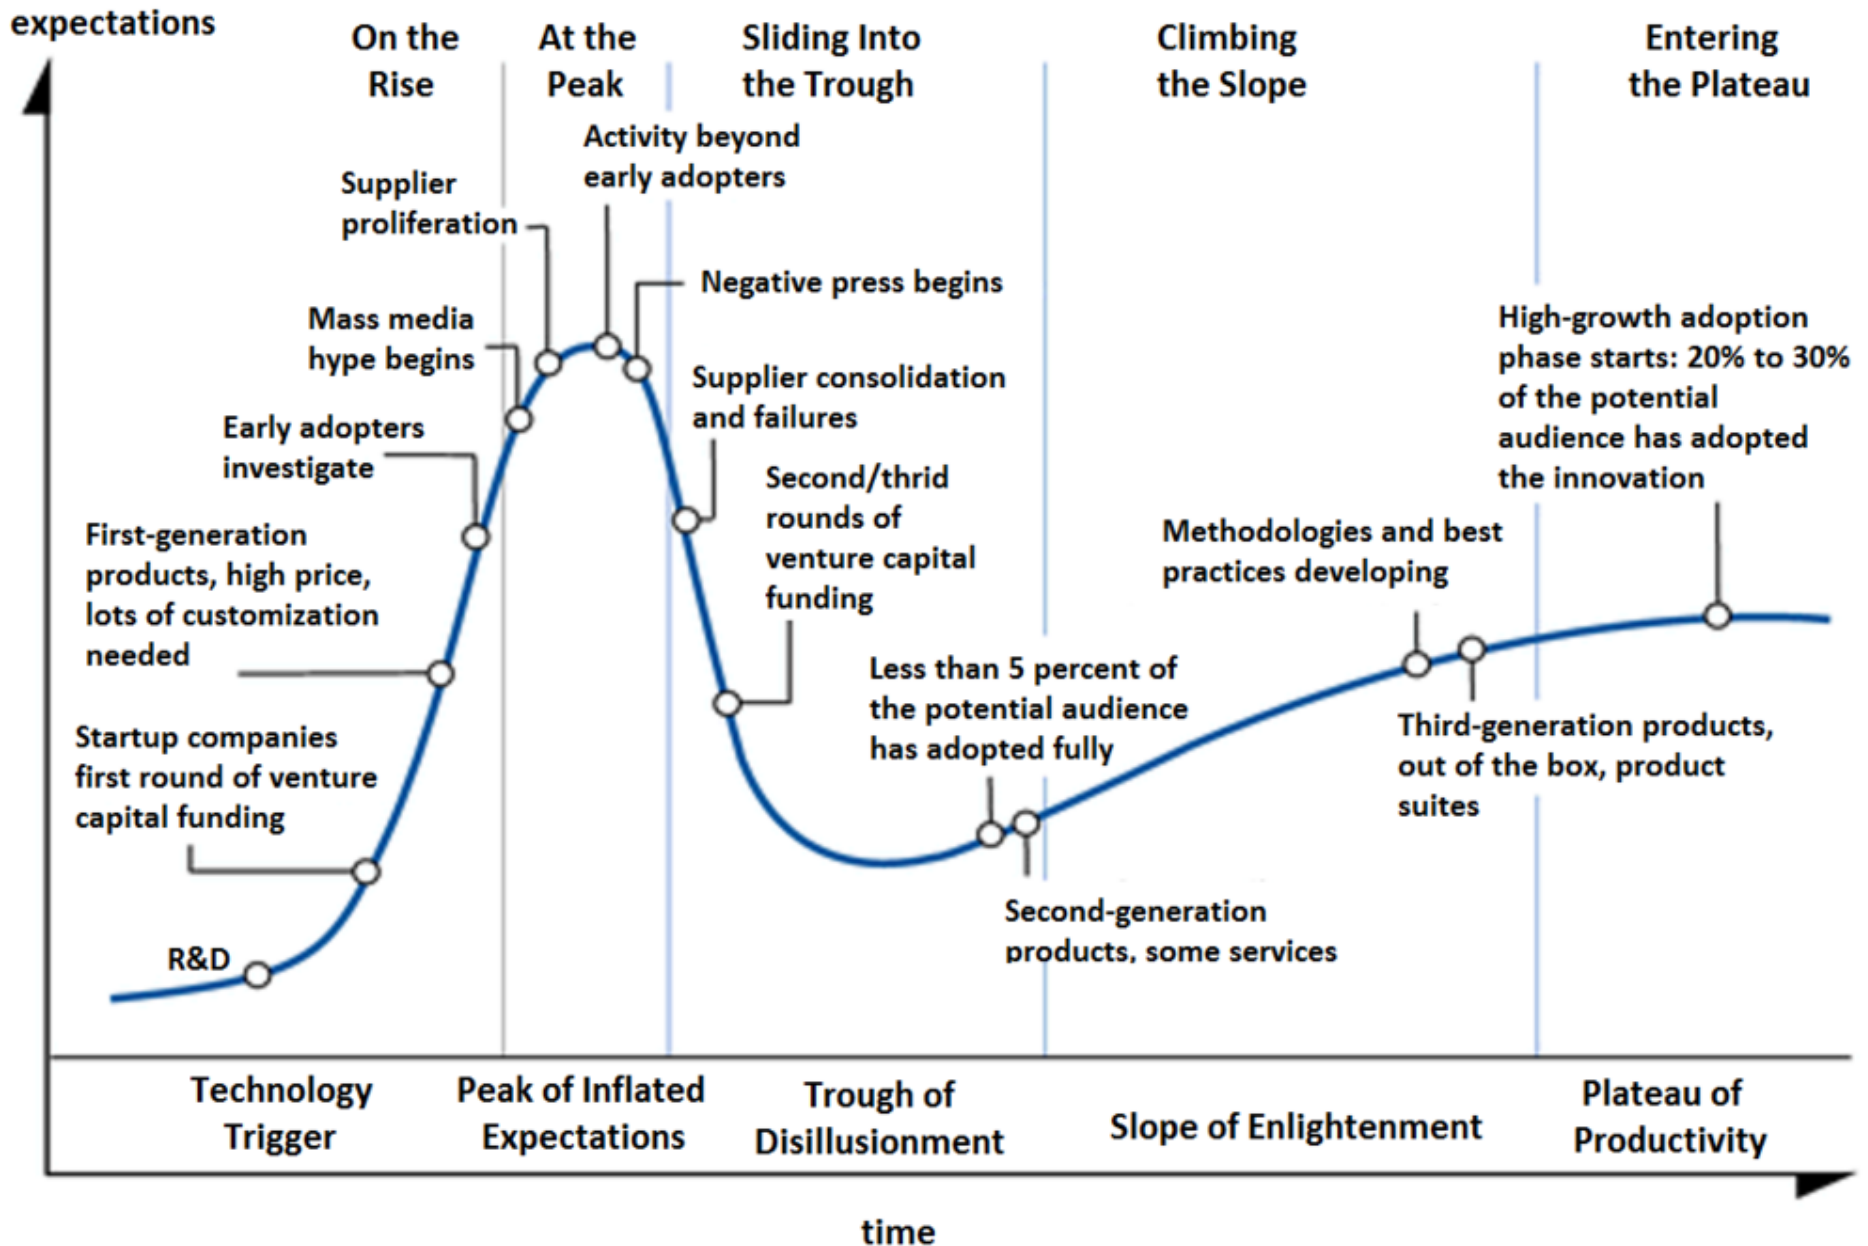 expectations
On the
Rise
At the
Peak
Sliding Into
the Trough
Climbing
the Slope
Entering
the Plateau
Activity beyond
early adopters
Supplier
proliferation
Negative press begins
Mass media
hype begins
Supplier consolidation
and failures
Early adopters
investigate
Second/thrid
rounds of
venture capital
funding
High-growth adoption
phase starts: 20% to 30%
of the potential
audience has adopted
the innovation
First-generation
products, high price,
lots of customization
needed
Methodologies and best
practices developing
Less than 5 percent of
the potential audience
has adopted fully
Startup companies
first round of venture
capital funding
Third-generation products,
out of the box, product
suites
Second-generation
products, some services
R&D
Technology
Trigger
Peak of Inflated
Expectations
Trough of
Disillusionment
Slope of Enlightenment
Plateau of
Productivity
time